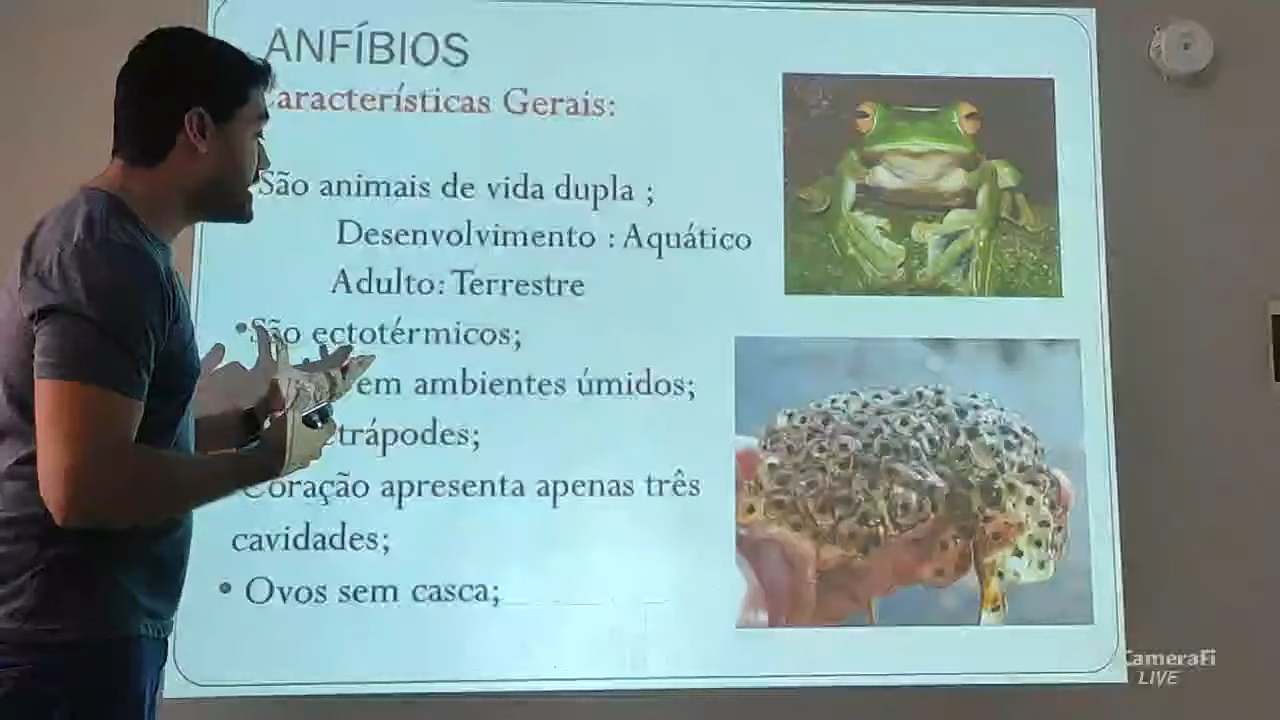 ANFÍBIOS
Características Gerais:
São animais de vida dupla ;
Desenvolvimento : Aquático
Adulto: Terrestre
•São ectotérmicos;
em ambientes úmidos;
trápodes;
Coração apresenta apenas três
cavidades;
• Ovos sem casca;
CameraFi
LIVE